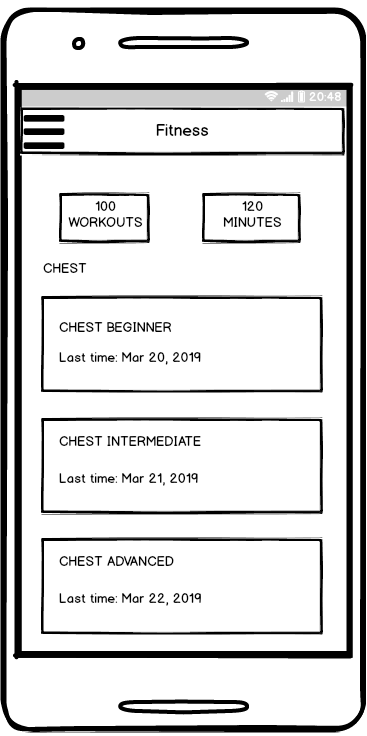 20:48
Fitness
100
WORKOUTS
120
MINUTES
CHEST
CHEST BEGINNER
Last time: Mar 20, 2019
CHEST INTERMEDIATE
Last time: Mar 21, 2019
CHEST ADVANCED
Last time: Mar 22, 2019